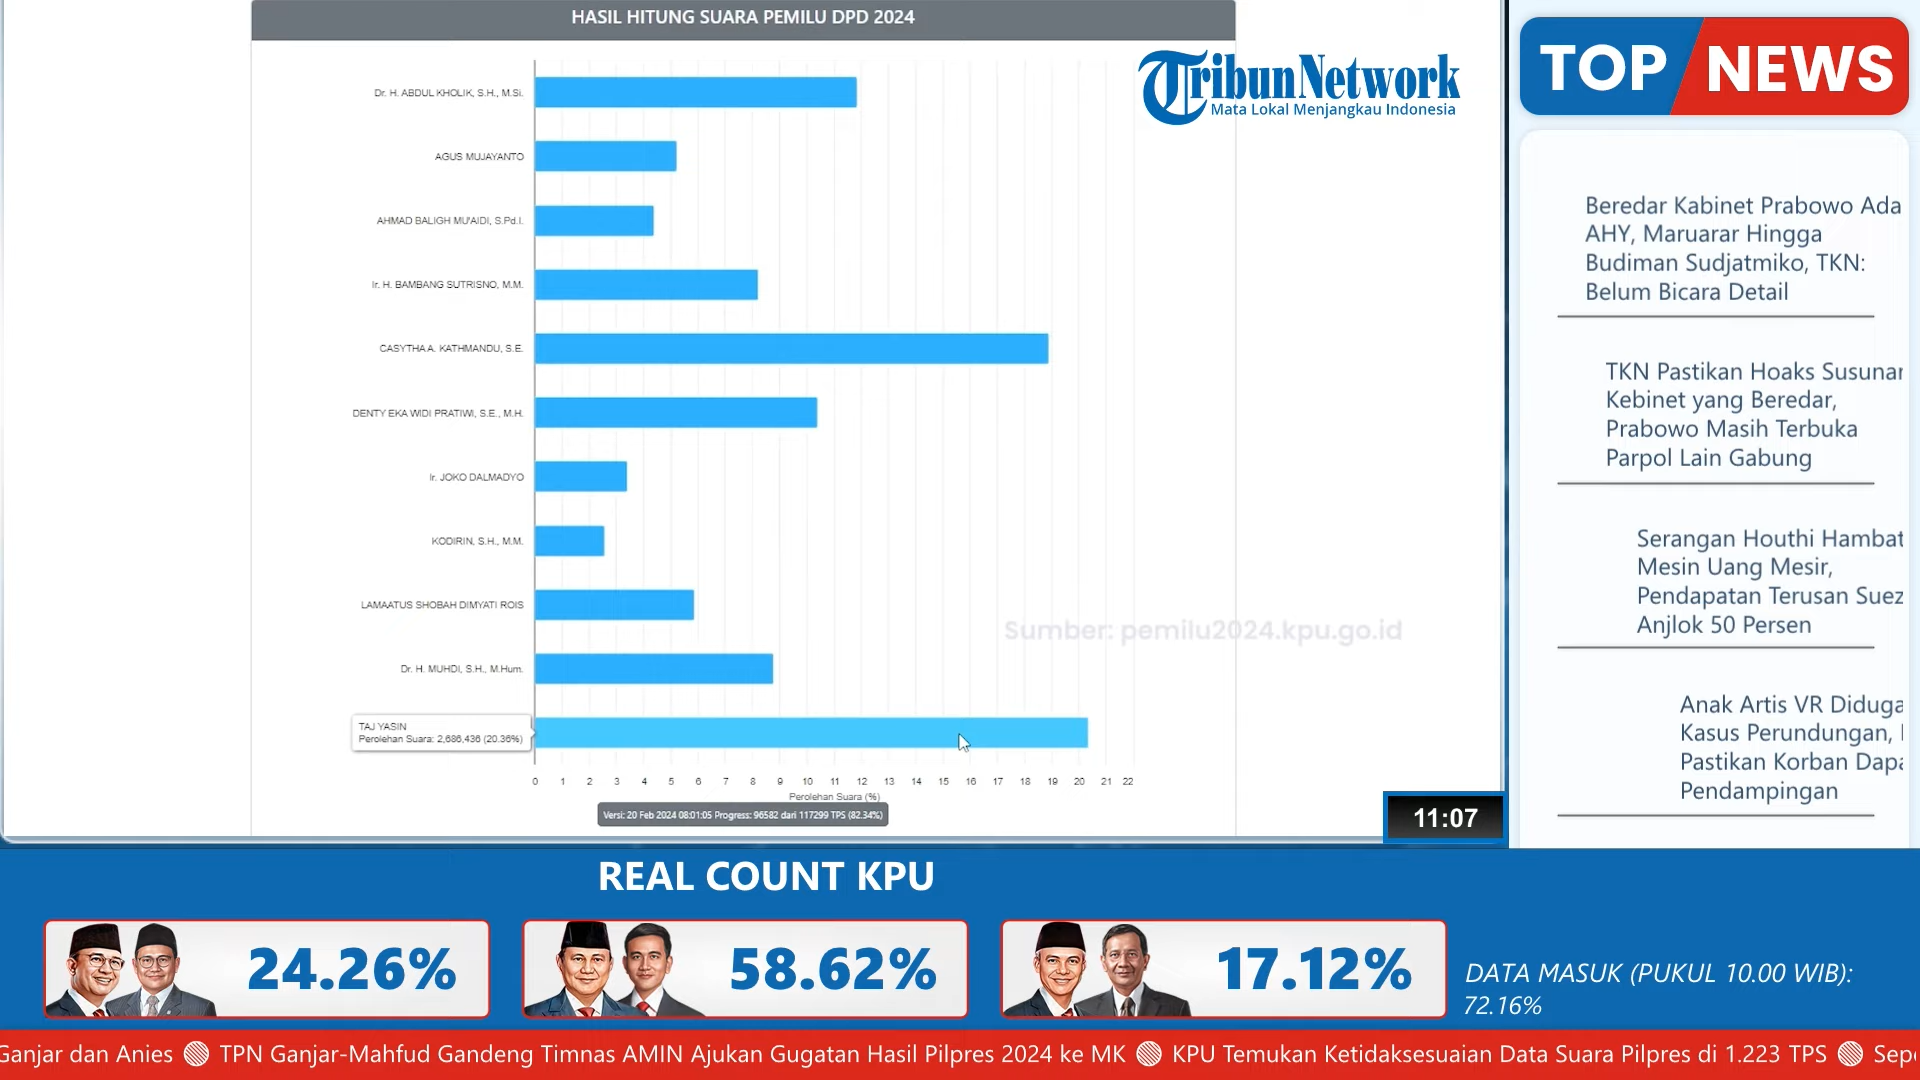 HASIL HITUNG SUARA PEMILU DPD 2024
TribunNetwork
Mata Lokal Menjangkau Indonesia
Dr. H. ABDUL KHOLIK, S.H., M.Si.
AGUS MUJAYANTO
AHMAD BALIGH MU'AIDI, S.Pd.I.
Ir. H. BAMBANG SUTRISNO, M.M.
CASYTHA A. KATHMANDU, S.E.
DENTY EKA WIDI PRATIWI, S.E., M.H.
Ir. JOKO DALMADYO
KODIRIN, S.H., M.M.
LAMAATUS SHOBAH DIMYATI ROIS
Dr. H. MUHDI, S.H., M.Hum.
TAJ YASIN
Perolehan Suara: 2,686,436 (20.36%)
0 1 2 3 4 5 6 7 8 9 10 11 12 13 14 15 16 17 18 19 20 21 22
Perolehan Suara (%)
Versi: 20 Feb 2024 08:01:05 Progress: 96582 dari 117299 TPS (82.34%)
Sumber: pemilu2024.kpu.go.id
11:07
TOP NEWS
Beredar Kabinet Prabowo Ada
AHY, Maruarar Hingga
Budiman Sudjatmiko, TKN:
Belum Bicara Detail
TKN Pastikan Hoaks Susunan
Kebinet yang Beredar,
Prabowo Masih Terbuka
Parpol Lain Gabung
Serangan Houthi Hambat
Mesin Uang Mesir,
Pendapatan Terusan Suez
Anjlok 50 Persen
Anak Artis VR Diduga
Kasus Perundungan,
Pastikan Korban Dapa
Pendampingan
REAL COUNT KPU
24.26%
58.62%
17.12%
DATA MASUK (PUKUL 10.00 WIB):
72.16%
Ganjar dan Anies TPN Ganjar-Mahfud Gandeng Timnas AMIN Ajukan Gugatan Hasil Pilpres 2024 ke MK KPU Temukan Ketidaksesuaian Data Suara Pilpres di 1.223 TPS Sepe